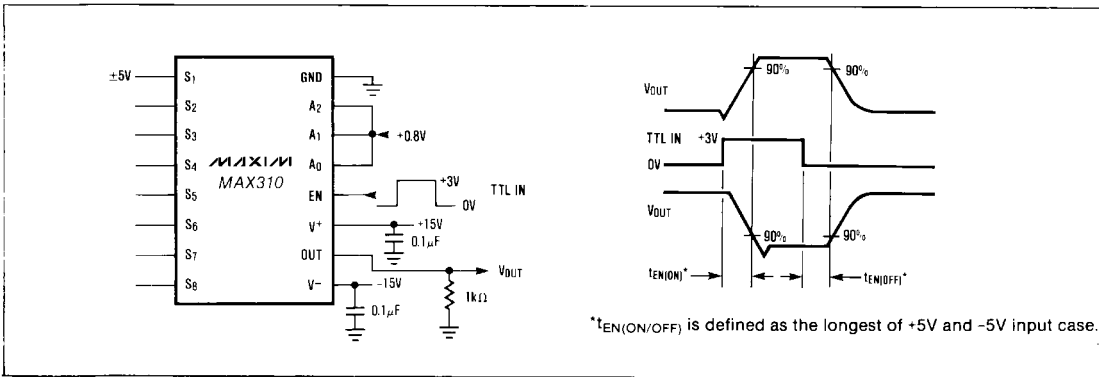 ±5V
S1
S2
S3
S4
S5
S6
S7
S8
MAXIM
MAX310
GND
A2
A1
A0
EN
V+
OUT
V−
+0.8V
+3V
0V
TTL IN
+15V
0.1µF
VOUT
1kΩ
−15V
0.1µF
VOUT
90%
90%
TTL IN +3V
0V
VOUT
90%
90%
tEN(ON)*
tEN(OFF)*
*tEN(ON/OFF) is defined as the longest of +5V and −5V input case.